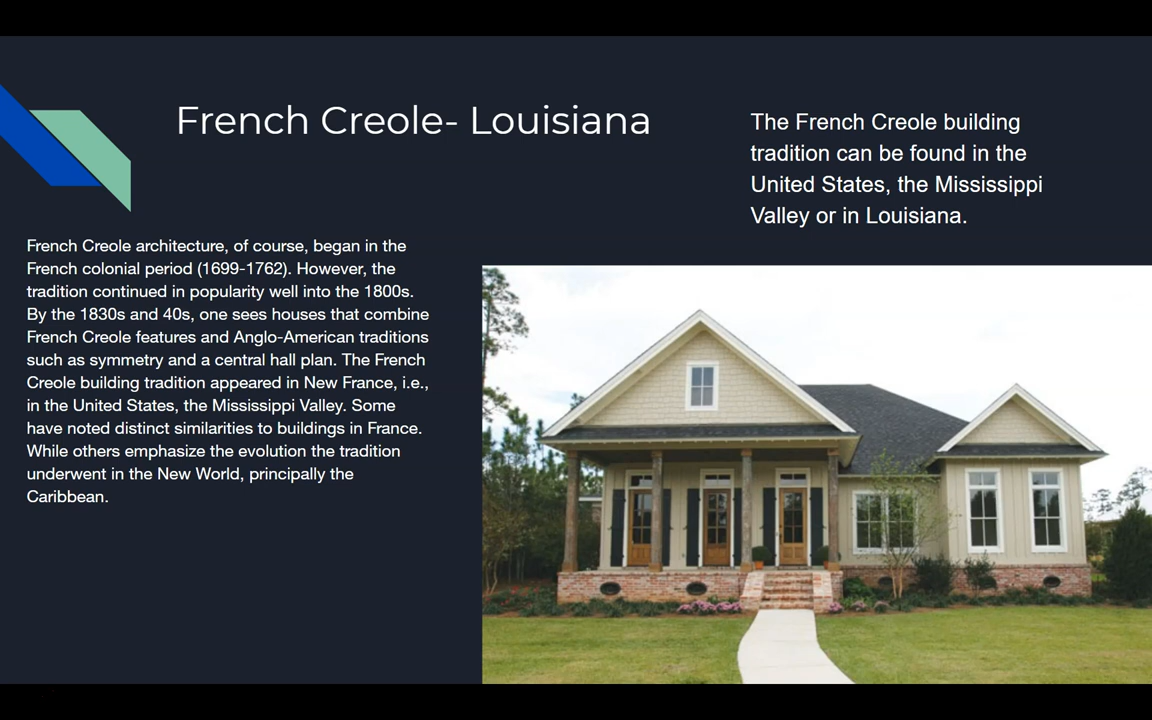 French Creole- Louisiana
The French Creole building
tradition can be found in the
United States, the Mississippi
Valley or in Louisiana.
French Creole architecture, of course, began in the
French colonial period (1699-1762). However, the
tradition continued in popularity well into the 1800s.
By the 1830s and 40s, one sees houses that combine
French Creole features and Anglo-American traditions
such as symmetry and a central hall plan. The French
Creole building tradition appeared in New France, i.e.,
in the United States, the Mississippi Valley. Some
have noted distinct similarities to buildings in France.
While others emphasize the evolution the tradition
underwent in the New World, principally the
Caribbean.